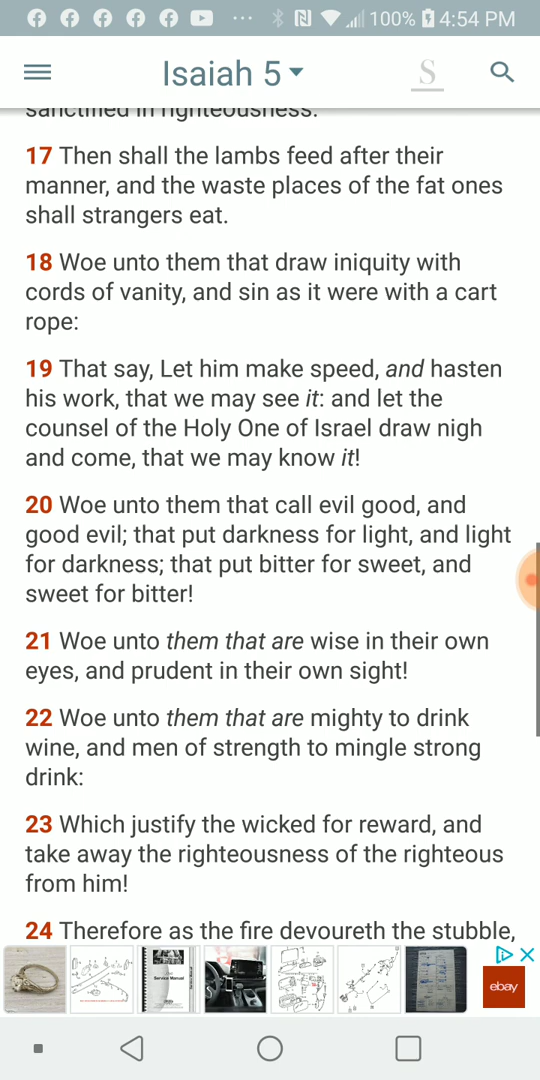 100% 4:54 PM
Isaiah 5
S
sanctified in righteousness.
17 Then shall the lambs feed after their
manner, and the waste places of the fat ones
shall strangers eat.
18 Woe unto them that draw iniquity with
cords of vanity, and sin as it were with a cart
rope:
19 That say, Let him make speed, and hasten
his work, that we may see it: and let the
counsel of the Holy One of Israel draw nigh
and come, that we may know it!
20 Woe unto them that call evil good, and
good evil; that put darkness for light, and light
for darkness; that put bitter for sweet, and
sweet for bitter!
21 Woe unto them that are wise in their own
eyes, and prudent in their own sight!
22 Woe unto them that are mighty to drink
wine, and men of strength to mingle strong
drink:
23 Which justify the wicked for reward, and
take away the righteousness of the righteous
from him!
24 Therefore as the fire devoureth the stubble,
Service Manual
ebay